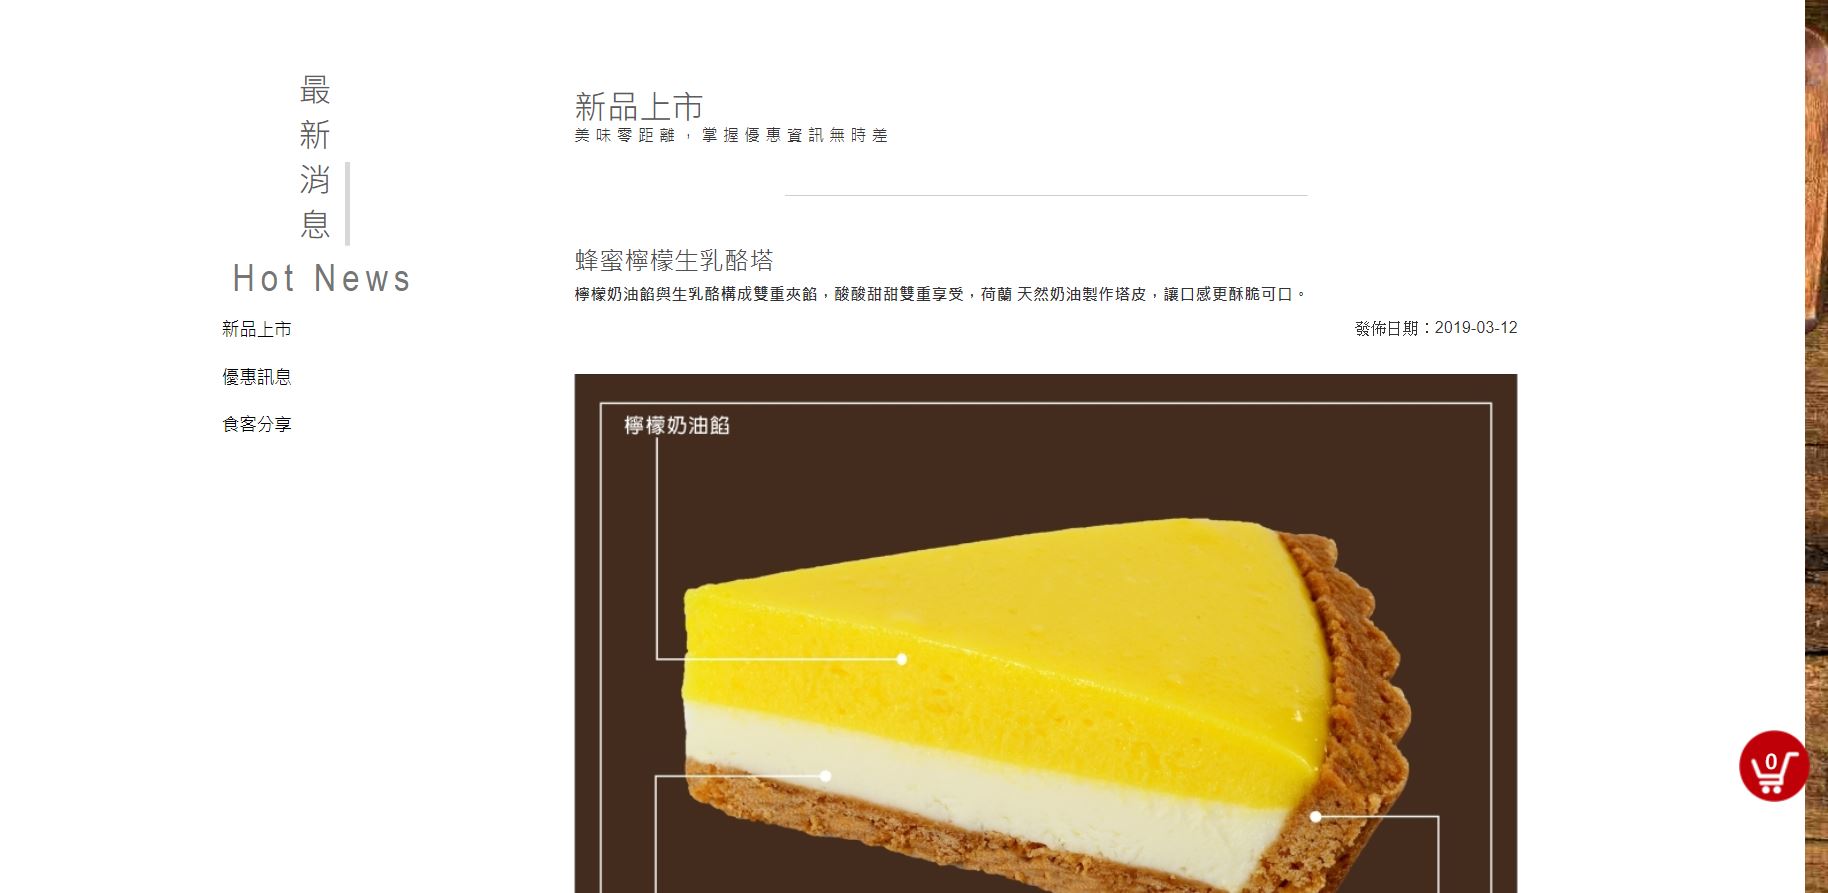 最新消息
Hot News
新品上市
優惠訊息
食客分享
新品上市
美味零距離，掌握優惠資訊無時差
蜂蜜檸檬生乳酪塔
檸檬奶油餡與生乳酪構成雙重夾餡，酸酸甜甜雙重享受，荷蘭 天然奶油製作塔皮，讓口感更酥脆可口。
發佈日期：2019-03-12
檸檬奶油餡
0